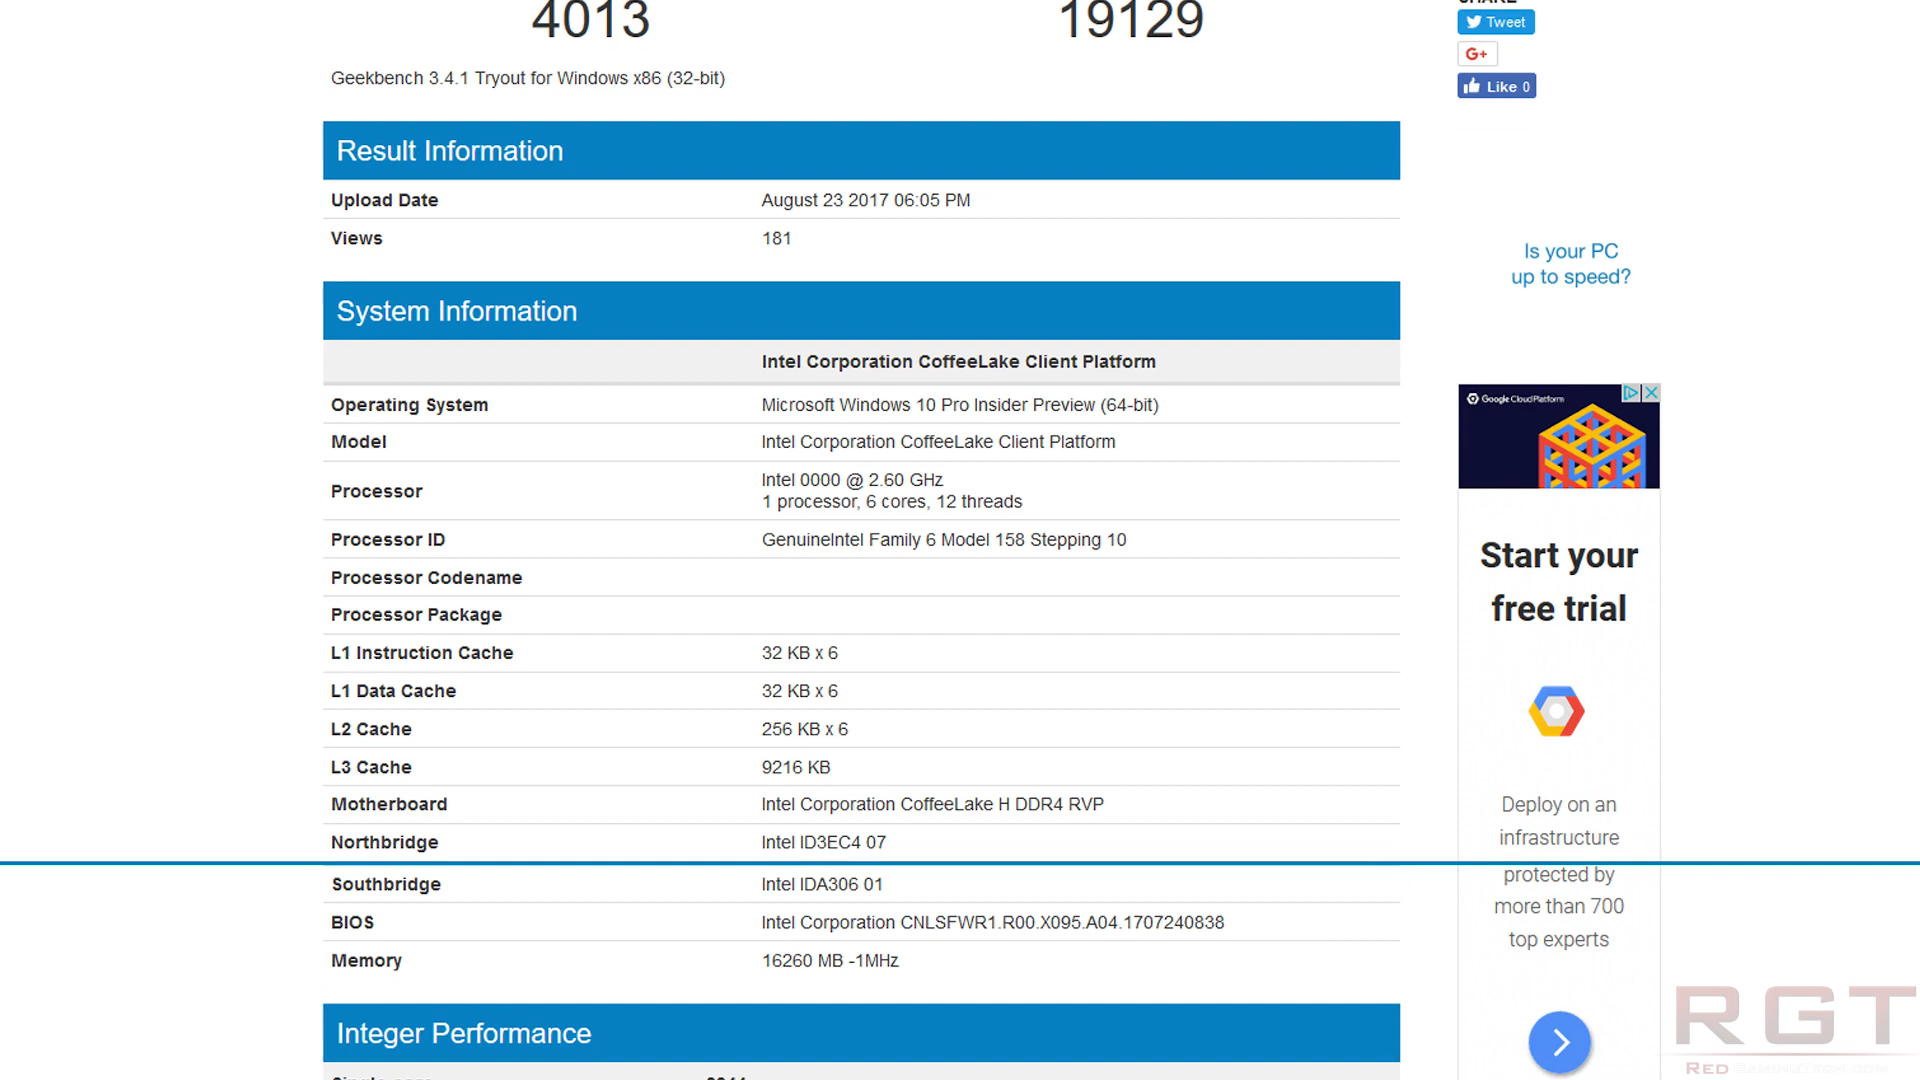 4013 19129
Geekbench 3.4.1 Tryout for Windows x86 (32-bit)
Result Information
Upload Date August 23 2017 06:05 PM
Views 181
System Information
Intel Corporation CoffeeLake Client Platform
Operating System Microsoft Windows 10 Pro Insider Preview (64-bit)
Model Intel Corporation CoffeeLake Client Platform
Processor Intel 0000 @ 2.60 GHz
1 processor, 6 cores, 12 threads
Processor ID GenuineIntel Family 6 Model 158 Stepping 10
Processor Codename
Processor Package
L1 Instruction Cache 32 KB x 6
L1 Data Cache 32 KB x 6
L2 Cache 256 KB x 6
L3 Cache 9216 KB
Motherboard Intel Corporation CoffeeLake H DDR4 RVP
Northbridge Intel ID3EC4 07
Southbridge Intel IDA306 01
BIOS Intel Corporation CNLSFWR1.R00.X095.A04.1707240838
Memory 16260 MB -1MHz
Integer Performance
SHARE
Tweet
G+
Like 0
Is your PC
up to speed?
Google Cloud Platform
Start your
free trial
Deploy on an
infrastructure
protected by
more than 700
top experts
RGT